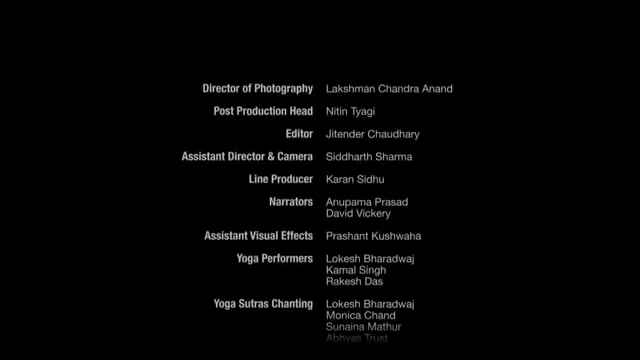 Director of Photography Lakshman Chandra Anand
Post Production Head Nitin Tyagi
Editor Jitender Chaudhary
Assistant Director & Camera Siddharth Sharma
Line Producer Karan Sidhu
Narrators Anupama Prasad
David Vickery
Assistant Visual Effects Prashant Kushwaha
Yoga Performers Lokesh Bharadwaj
Kamal Singh
Rakesh Das
Yoga Sutras Chanting Lokesh Bharadwaj
Monica Chand
Sunaina Mathur
Abhyas Trust